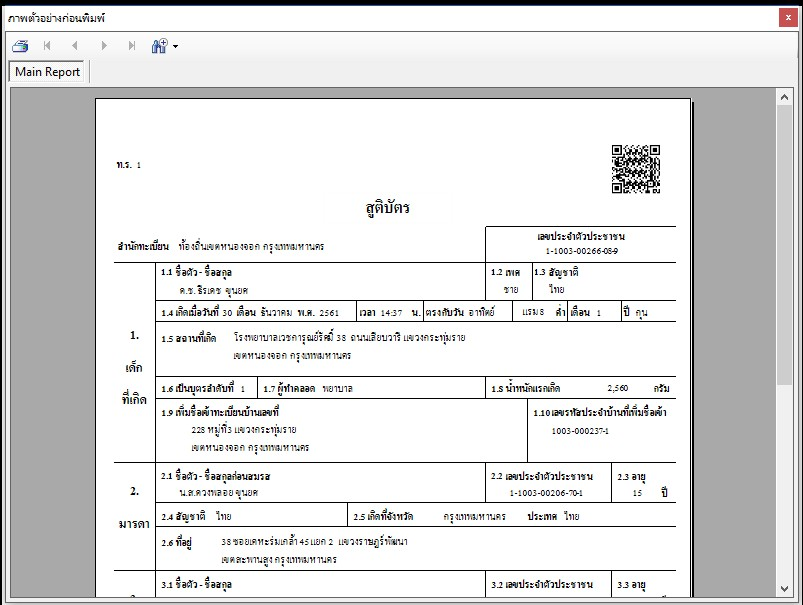 ภาพตัวอย่างก่อนพิมพ์
Main Report
ท.ร. 1
สูติบัตร
สำนักทะเบียน ท้องถิ่นเขตหนองจอก กรุงเทพมหานคร
เลขประจำตัวประชาชน
1-1003-00266-08-9
1.1 ชื่อตัว - ชื่อสกุล
1.2 เพศ
1.3 สัญชาติ
ด.ช. ธิรเดช ขุนยศ
ชาย
ไทย
1.4 เกิดเมื่อวันที่ 30 เดือน ธันวาคม พ.ศ. 2561 เวลา 14:37 น. ตรงกับวัน อาทิตย์ แรม 8 ค่ำ เดือน 1 ปี กุน
1.
เด็ก
ที่เกิด
1.5 สถานที่เกิด โรงพยาบาลเวชการุณย์รัศมิ์ 38 ถนนเลียบวารี แขวงกระทุ่มราย
เขตหนองจอก กรุงเทพมหานคร
1.6 เป็นบุตรลำดับที่ 1 1.7 ผู้ทำคลอด พยาบาล 1.8 น้ำหนักแรกเกิด 2,560 กรัม
1.9 เพิ่มชื่อเข้าทะเบียนบ้านเลขที่
1.10 เลขรหัสประจำบ้านที่เพิ่มชื่อเข้า
228 หมู่ที่3 แขวงกระทุ่มราย
1003-000237-1
เขตหนองจอก กรุงเทพมหานคร
2.
มารดา
2.1 ชื่อตัว - ชื่อสกุลก่อนสมรส
2.2 เลขประจำตัวประชาชน
2.3 อายุ
น.ส.ดวงพลอย ขุนยศ
1-1003-00206-70-1
15 ปี
2.4 สัญชาติ ไทย 2.5 เกิดที่จังหวัด กรุงเทพมหานคร ประเทศ ไทย
2.6 ที่อยู่ 38 ซอยเคหะร่มเกล้า 45 แยก 2 แขวงราษฎร์พัฒนา
เขตสะพานสูง กรุงเทพมหานคร
3.1 ชื่อตัว - ชื่อสกุล
3.2 เลขประจำตัวประชาชน
3.3 อายุ